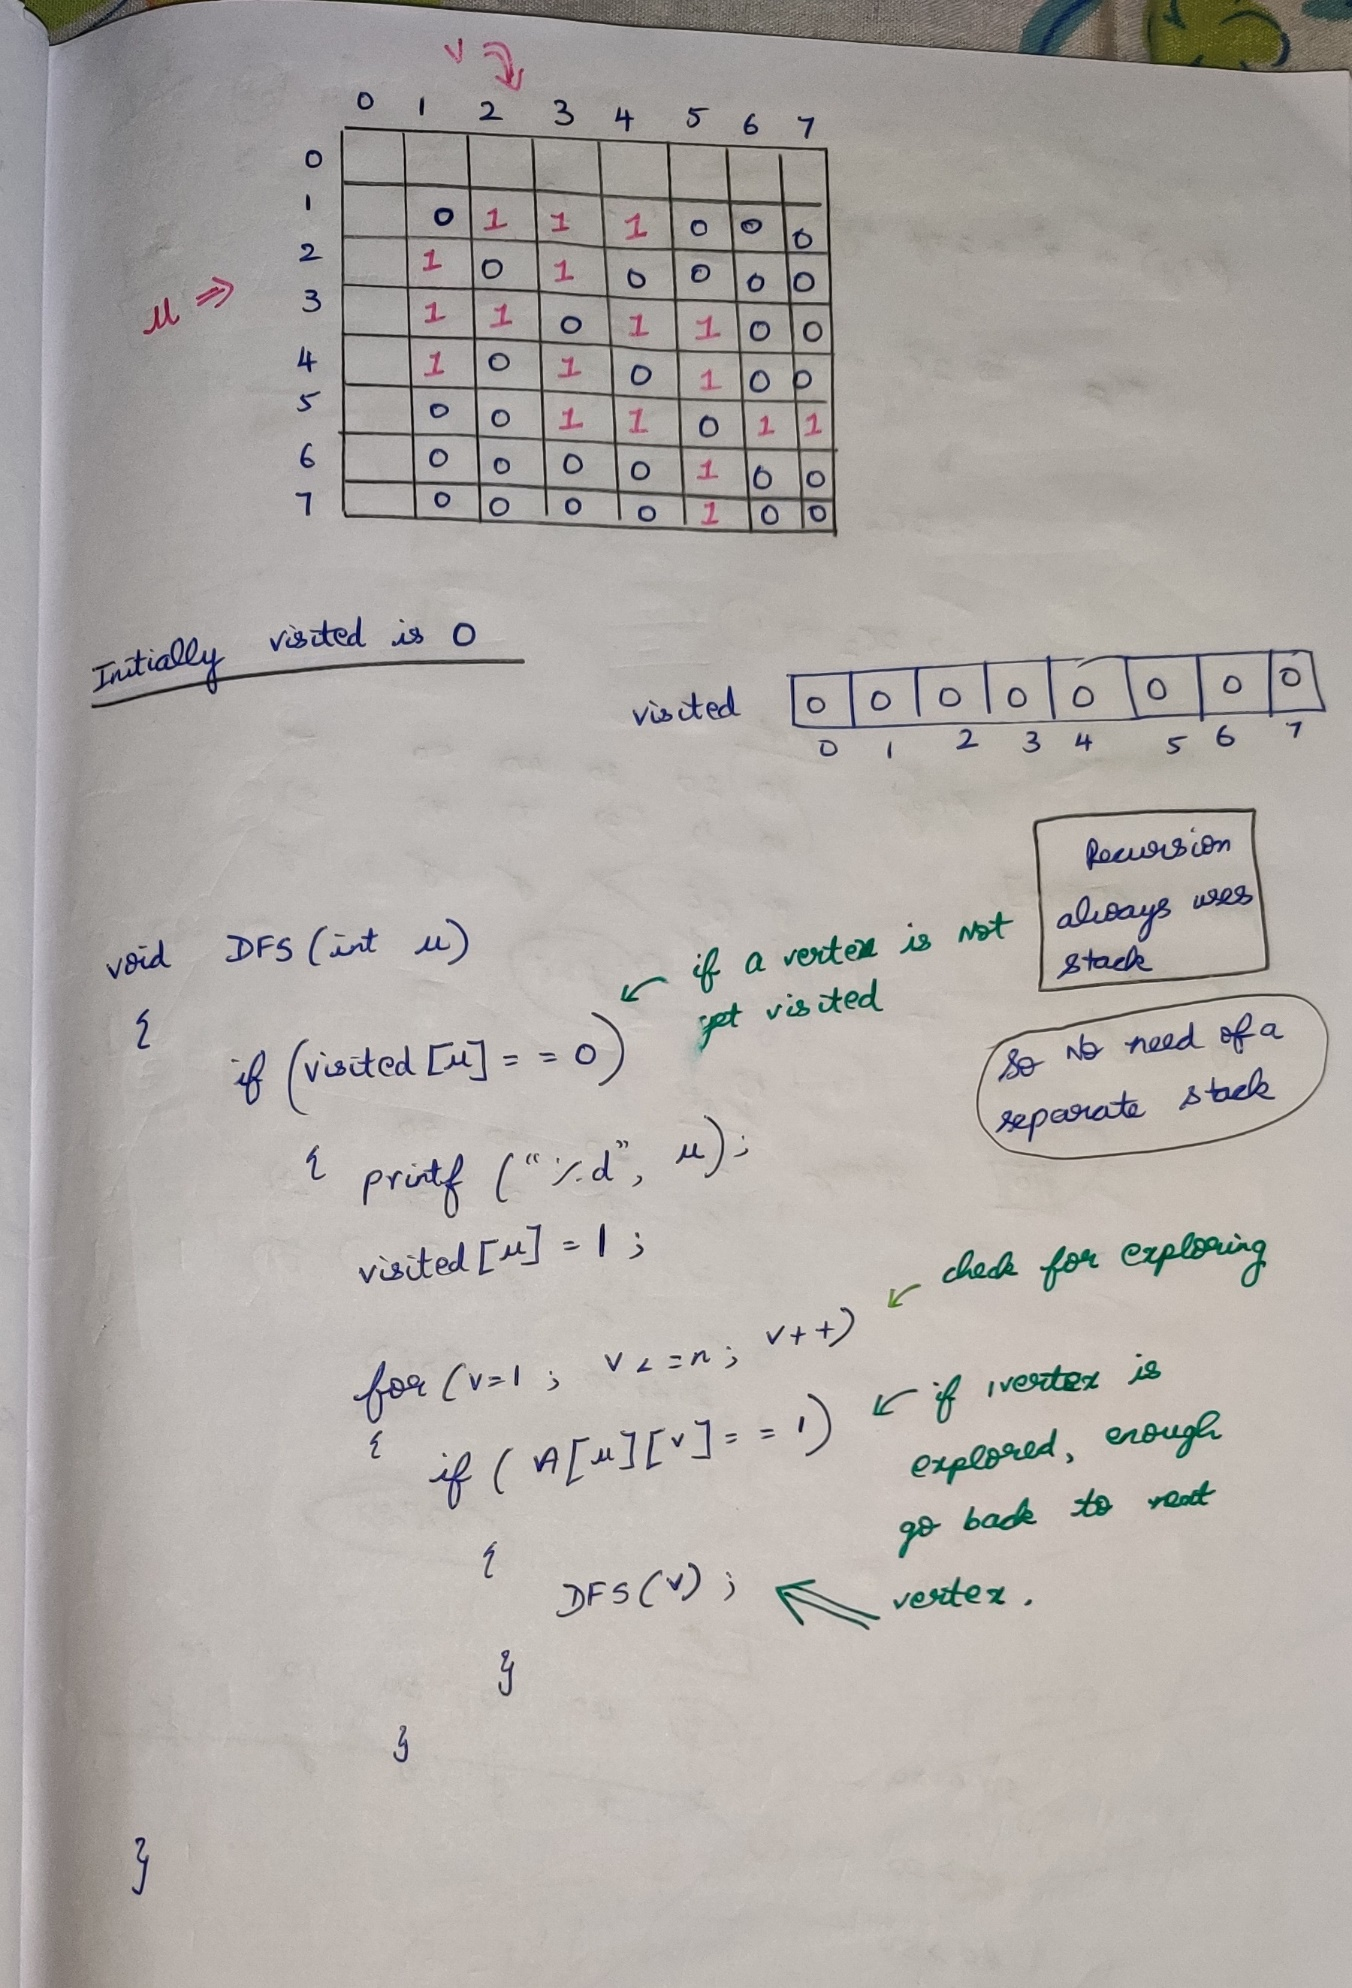 v
0 1 2 3 4 5 6 7
0
1 0 1 1 1 0 0 0
2 1 0 1 0 0 0 0
u ⇒
3 1 1 0 1 1 0 0
4 1 0 1 0 1 0 0
5 0 0 1 1 0 1 1
6 0 0 0 0 1 0 0
7 0 0 0 0 1 0 0
Initially visited is 0
visited 0 0 0 0 0 0 0 0
0 1 2 3 4 5 6 7
Recursion
always uses
stack
So No need of a
separate stack
void DFS (int u)
{
if (visited [u] = = 0)
if a vertex is not
yet visited
{ printf ("%d", u);
visited [u] = 1 ;
for (v=1 ; v <=n ; v++)
check for exploring
{
if ( A[u][v] = = 1)
if vertex is
explored, enough
go back to next
vertex.
{
DFS(v) ;
}
}
}